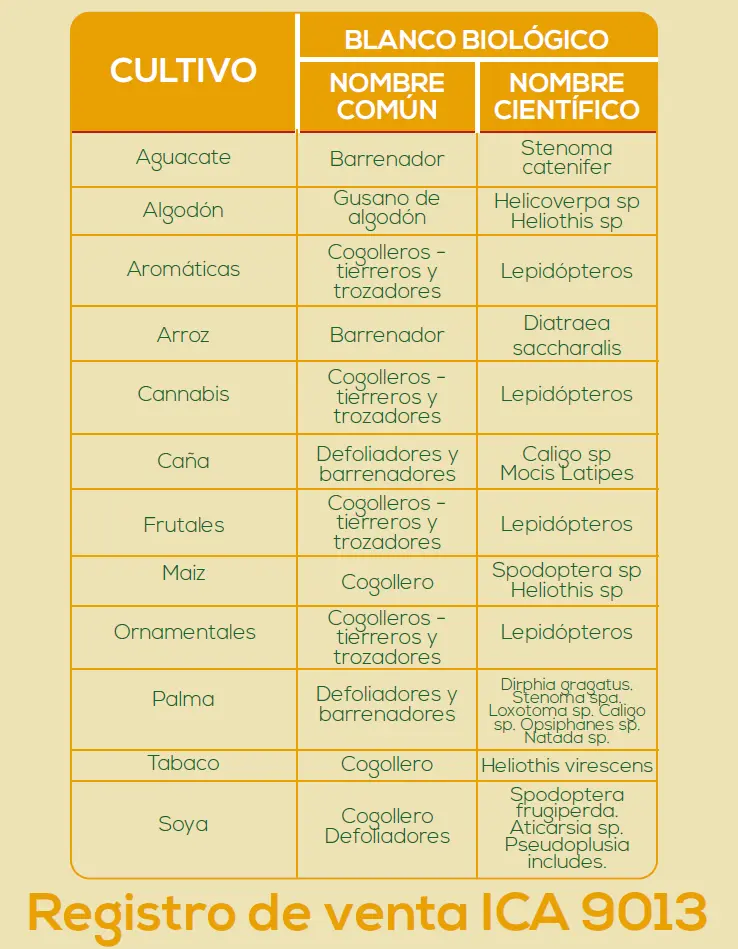 CULTIVO
BLANCO BIOLÓGICO
NOMBRE
COMÚN
NOMBRE
CIENTÍFICO
Aguacate
Barrenador
Stenoma
catenifer
Algodón
Gusano de
algodón
Helicoverpa sp
Heliothis sp
Aromáticas
Cogolleros -
tierreros y
trozadores
Lepidópteros
Arroz
Barrenador
Diatraea
saccharalis
Cannabis
Cogolleros -
tierreros y
trozadores
Lepidópteros
Caña
Defoliadores y
barrenadores
Caligo sp
Mocis Latipes
Frutales
Cogolleros -
tierreros y
trozadores
Lepidópteros
Maiz
Cogollero
Spodoptera sp
Heliothis sp
Ornamentales
Cogolleros -
tierreros y
trozadores
Lepidópteros
Palma
Defoliadores y
barrenadores
Dirphia gragatus.
Stenoma spa.
Loxotoma sp. Caligo
sp. Opsiphanes sp.
Natada sp.
Tabaco
Cogollero
Heliothis virescens
Soya
Cogollero
Defoliadores
Spodoptera
frugiperda.
Aticarsia sp.
Pseudoplusia
includes.
Registro de venta ICA 9013